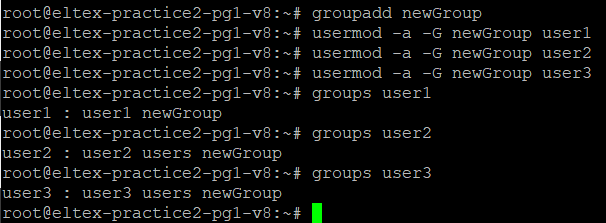 root@eltex-practice2-pg1-v8:~# groupadd newGroup
root@eltex-practice2-pg1-v8:~# usermod -a -G newGroup user1
root@eltex-practice2-pg1-v8:~# usermod -a -G newGroup user2
root@eltex-practice2-pg1-v8:~# usermod -a -G newGroup user3
root@eltex-practice2-pg1-v8:~# groups user1
user1 : user1 newGroup
root@eltex-practice2-pg1-v8:~# groups user2
user2 : user2 users newGroup
root@eltex-practice2-pg1-v8:~# groups user3
user3 : user3 users newGroup
root@eltex-practice2-pg1-v8:~#